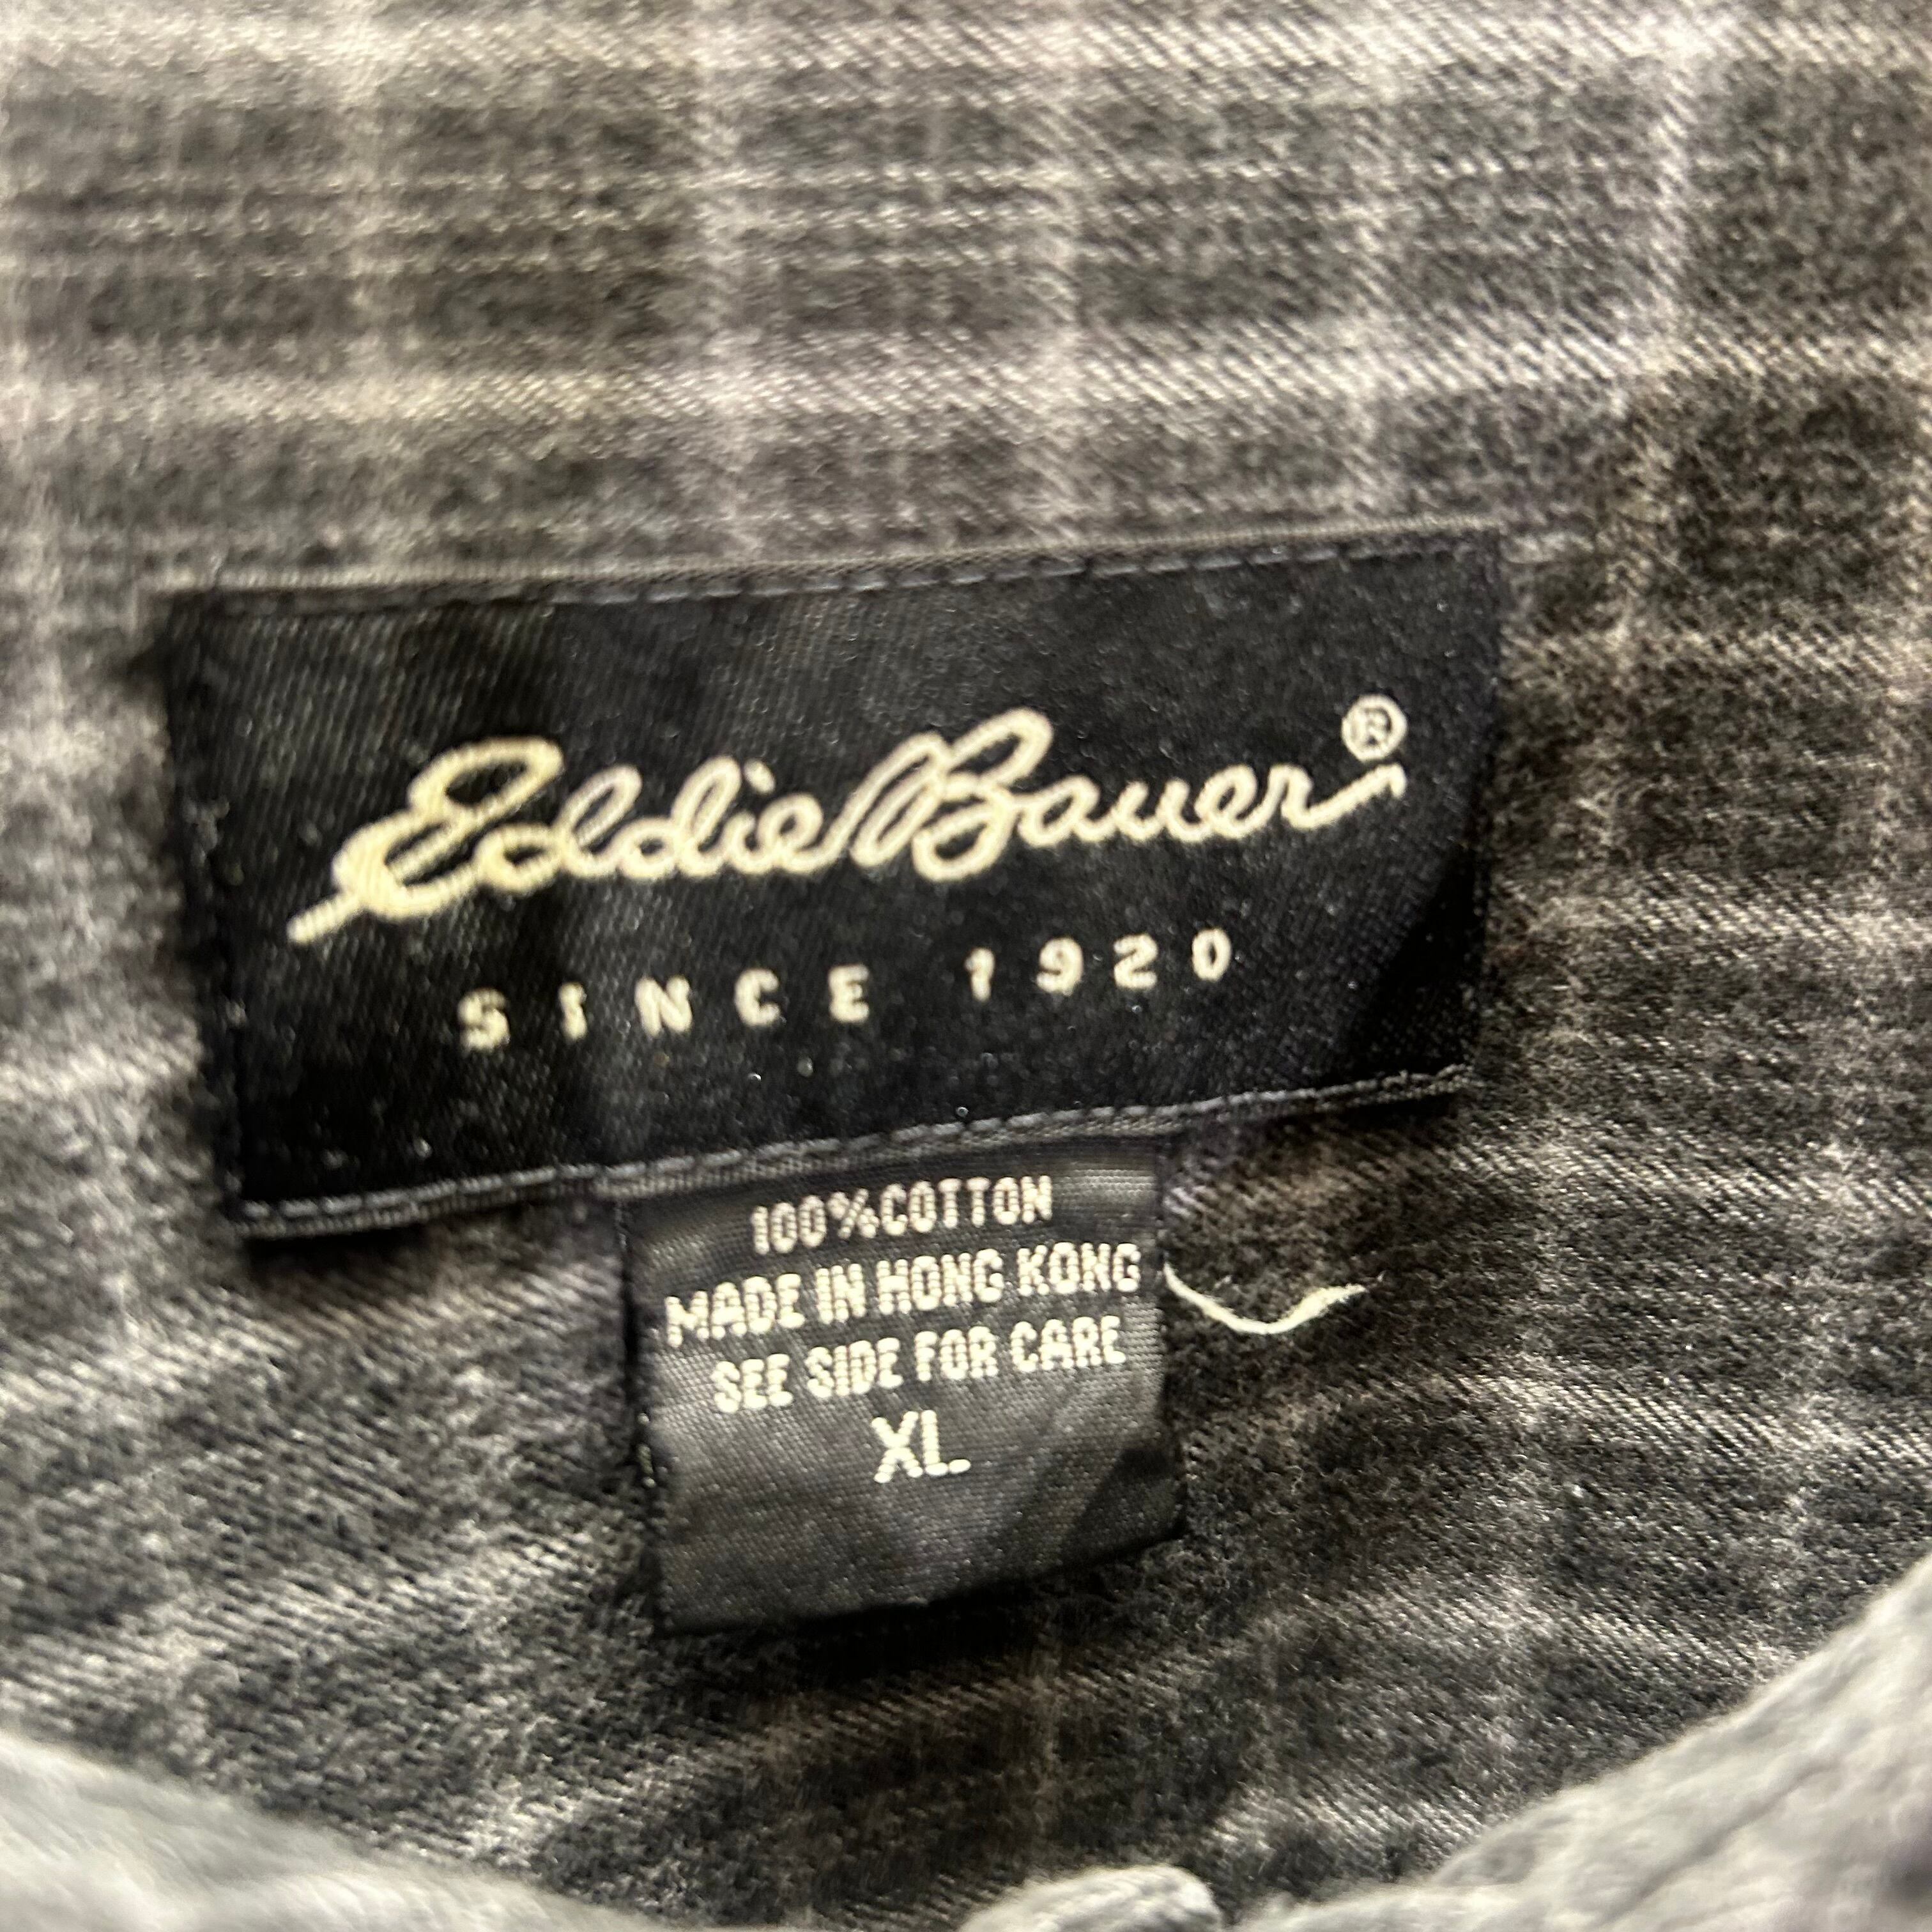 Eddie Bauer®
SINCE 1920
100%COTTON
MADE IN HONG KONG
SEE SIDE FOR CARE
XL